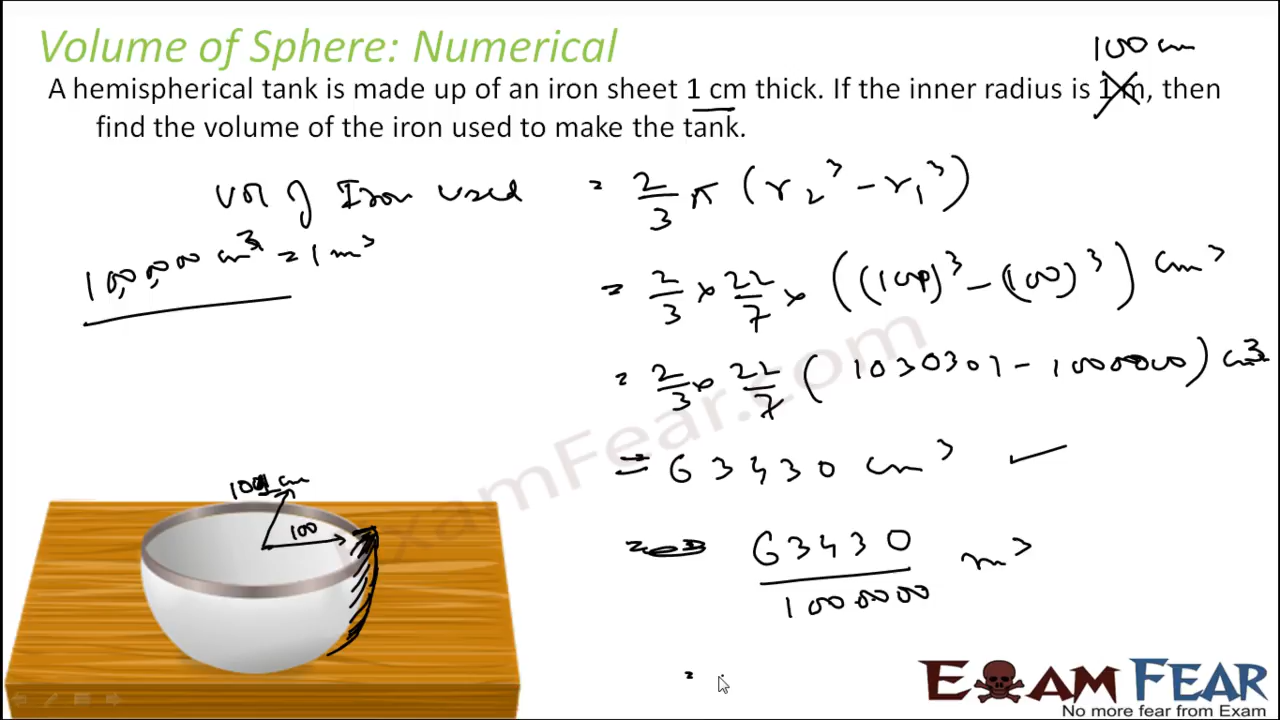 Volume of Sphere: Numerical
100 cm
A hemispherical tank is made up of an iron sheet 1 cm thick. If the inner radius is 1 m, then
find the volume of the iron used to make the tank.
Vol of Iron used = 2/3 π (r₂³ - r₁³)
100,0,000 cm³ = 1 m³
= 2/3 × 22/7 × ((101)³ - (100)³) cm³
= 2/3 × 22/7 (1030301 - 1000000) cm³
= 63430 cm³ ✓
= 63430/1000000 m³
=
101 cm
100
ExamFear.com
EXAM FEAR
No more fear from Exam